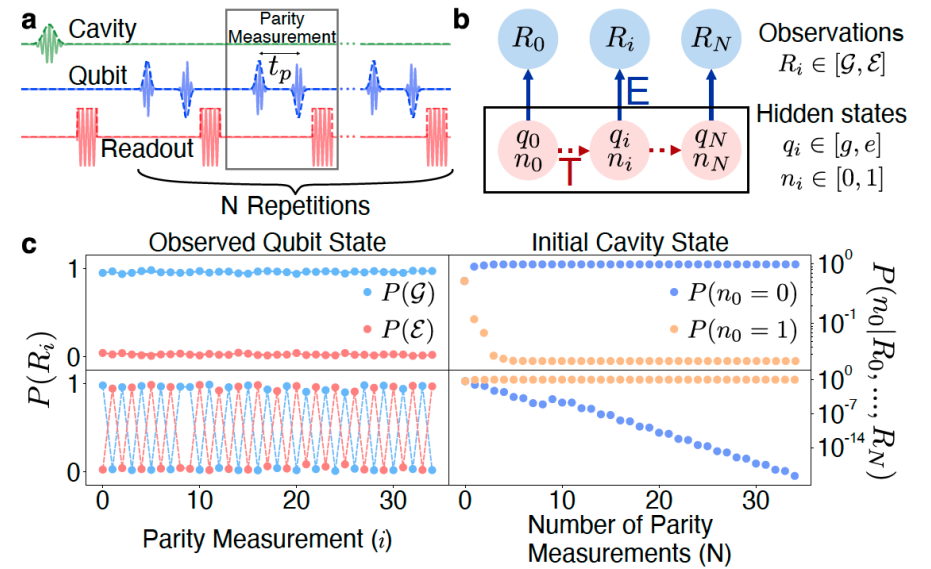 a
Cavity
Parity
Measurement
t_p
Qubit
Readout
N Repetitions
b
R_0
R_i
R_N
Observations
R_i ∈ [𝒢, ℰ]
E
Hidden states
q_0
n_0
q_i
n_i
q_N
n_N
T
q_i ∈ [g, e]
n_i ∈ [0, 1]
c
Observed Qubit State
Initial Cavity State
1
P(𝒢)
P(ℰ)
0
1
0
P(R_i)
P(n_0 = 0)
P(n_0 = 1)
10^0
10^-1
10^0
10^-7
10^-14
P(n_0|R_0, ..., R_N)
0
10
20
30
0
10
20
30
Parity Measurement (i)
Number of Parity
Measurements (N)